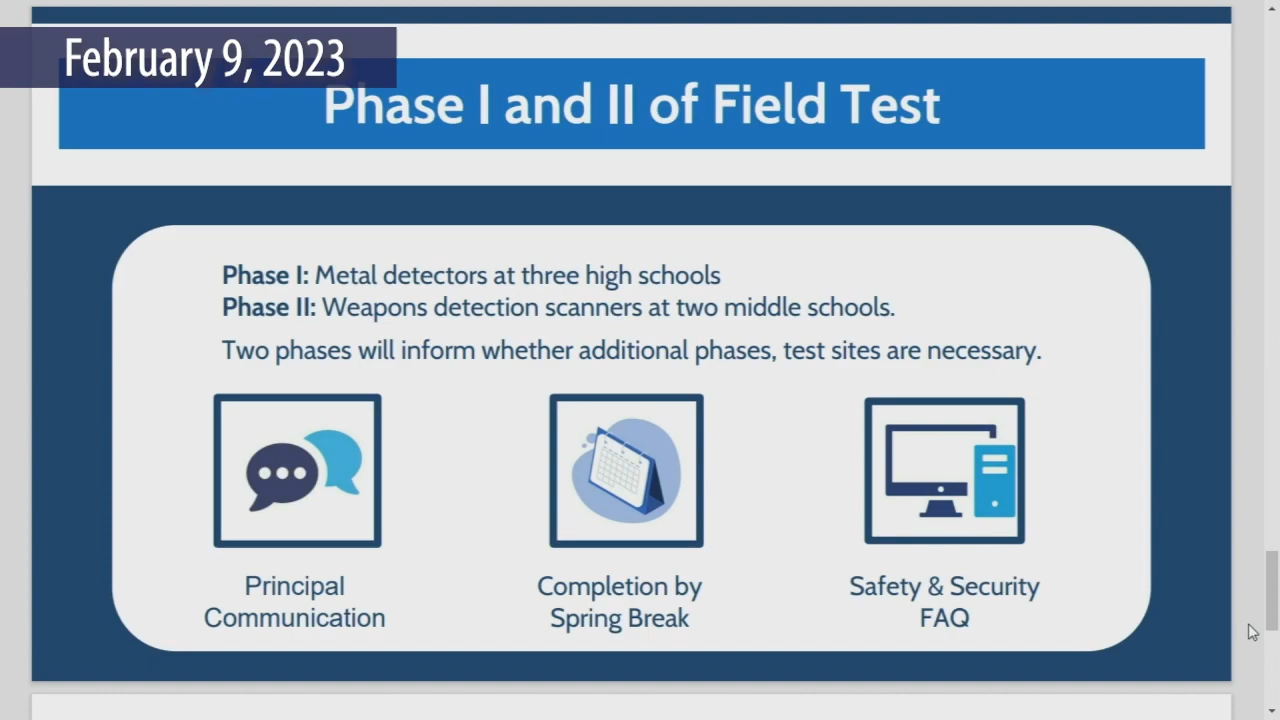 February 9, 2023
Phase I and II of Field Test
Phase I: Metal detectors at three high schools
Phase II: Weapons detection scanners at two middle schools.
Two phases will inform whether additional phases, test sites are necessary.
Principal
Communication
Completion by
Spring Break
Safety & Security
FAQ